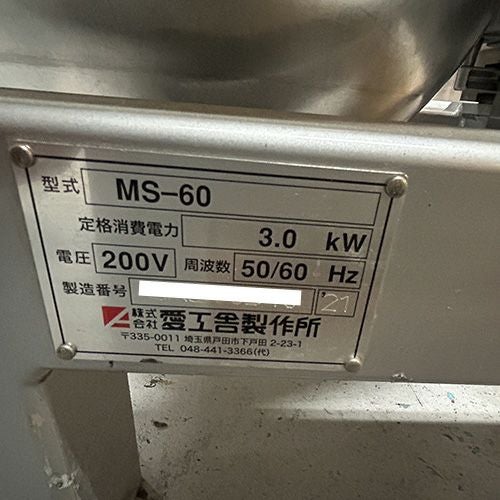 型式 MS-60
定格消費電力 3.0 kW
電圧 200V 周波数 50/60 Hz
製造番号 21
株式会社 愛工舎製作所
〒335-0011 埼玉県戸田市下戸田 2-23-1
TEL 048-441-3366(代)